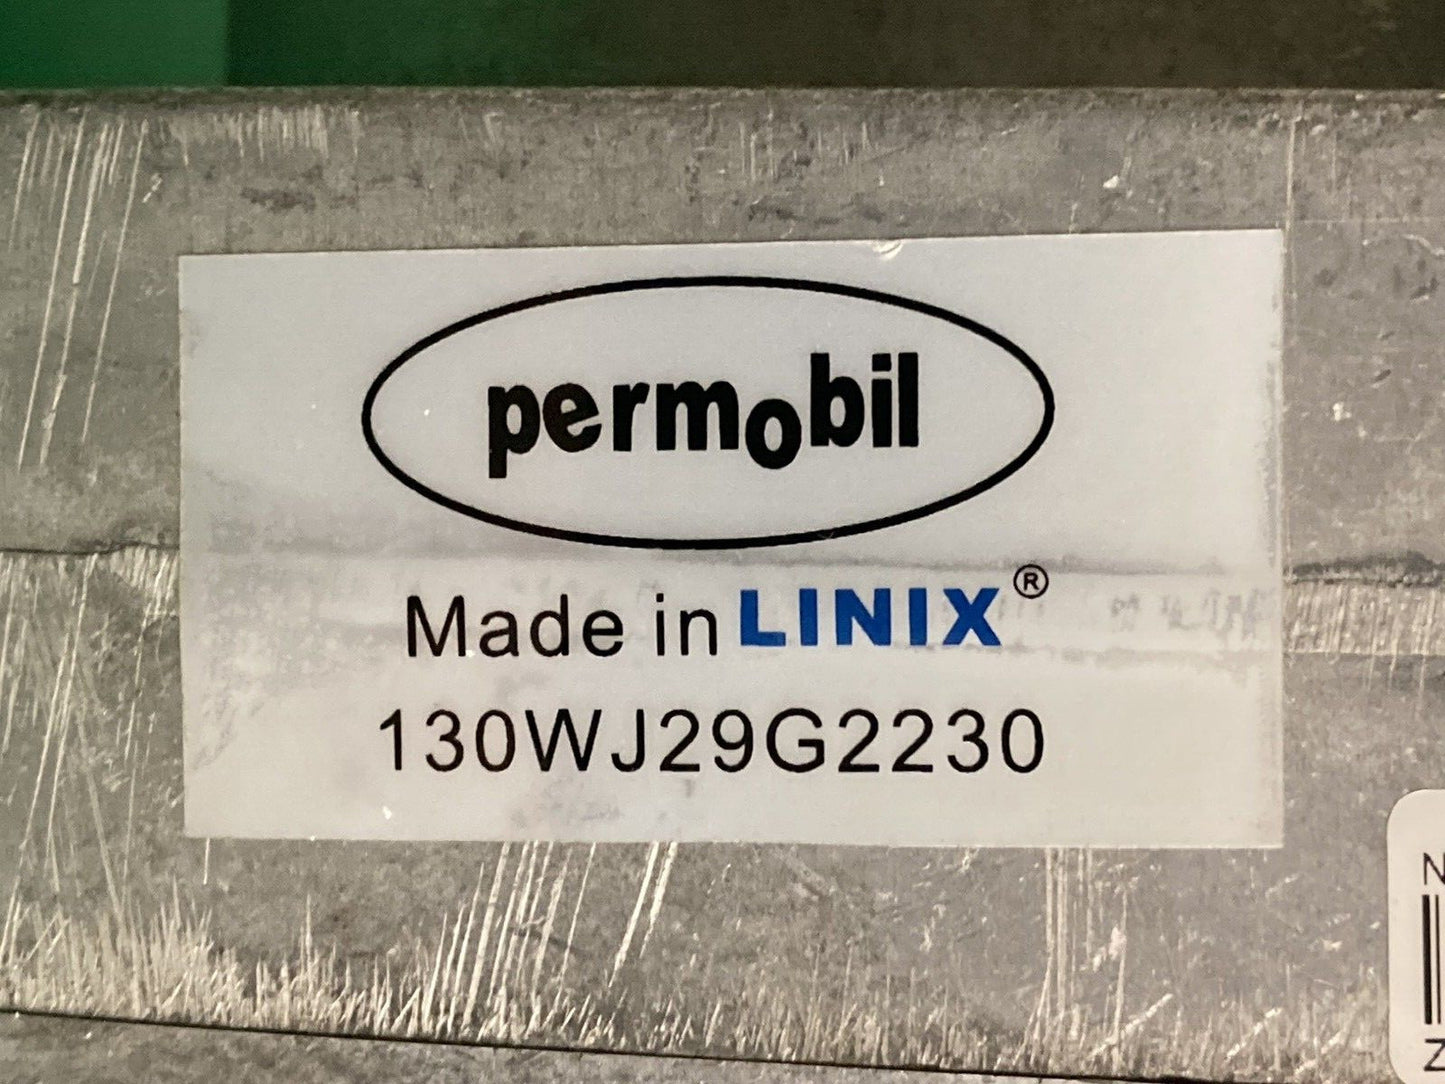 permobil
Made in LINIX®
130WJ29G2230
N
Z